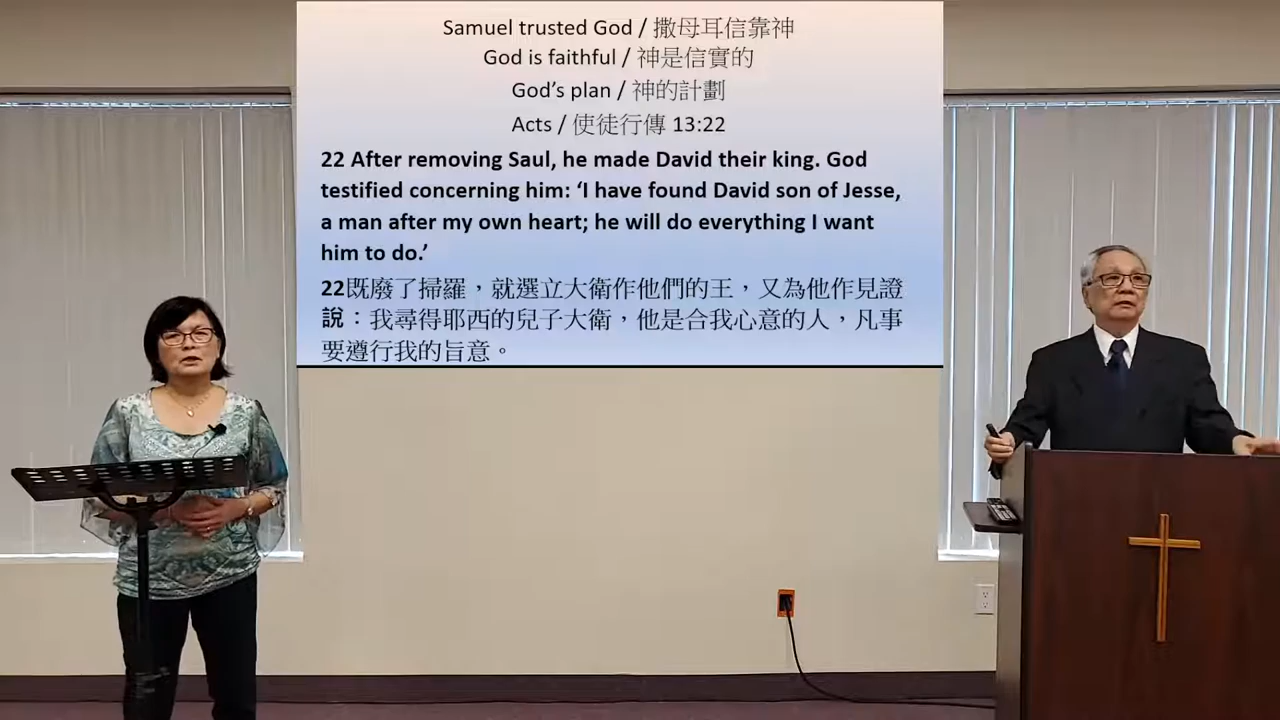 Samuel trusted God / 撒母耳信靠神
God is faithful / 神是信實的
God’s plan / 神的計劃
Acts / 使徒行傳 13:22
22 After removing Saul, he made David their king. God
testified concerning him: ‘I have found David son of Jesse,
a man after my own heart; he will do everything I want
him to do.’
22既廢了掃羅，就選立大衛作他們的王，又為他作見證
說：我尋得耶西的兒子大衛，他是合我心意的人，凡事
要遵行我的旨意。